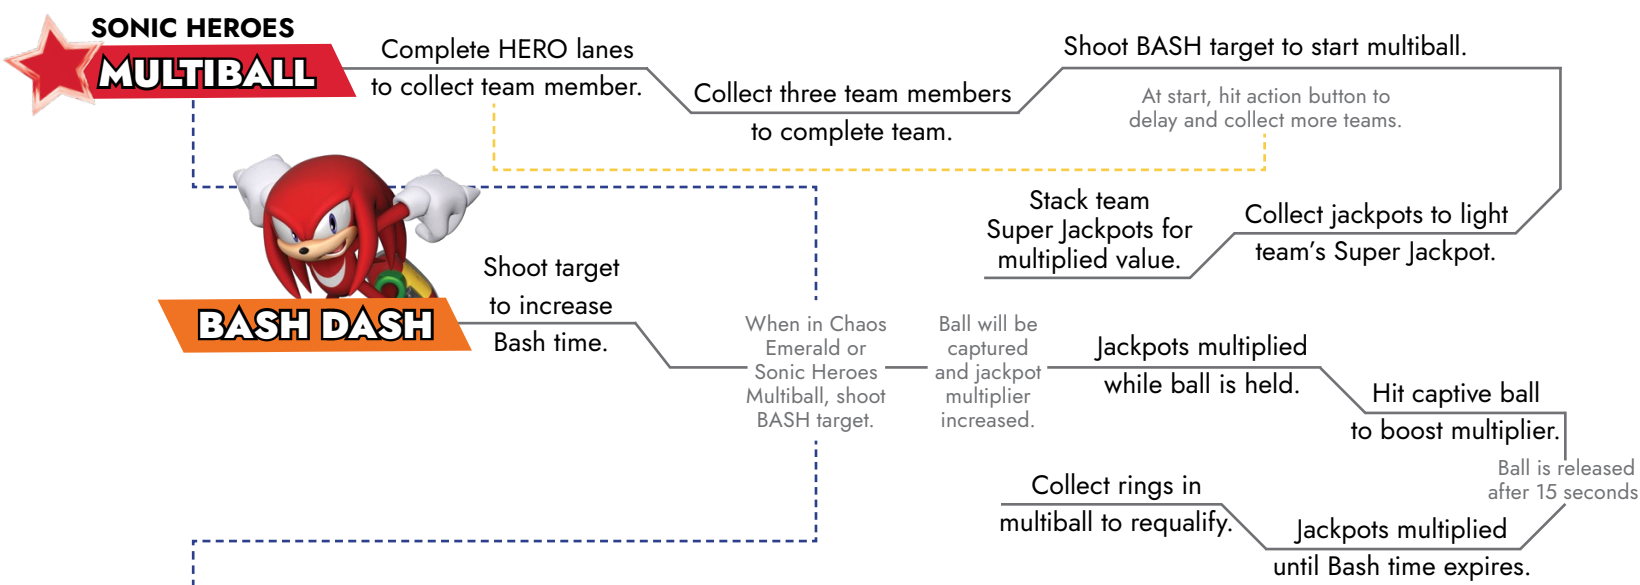 SONIC HEROES
MULTIBALL
Complete HERO lanes
to collect team member.
Collect three team members
to complete team.
Shoot BASH target to start multiball.
At start, hit action button to
delay and collect more teams.
Collect jackpots to light
team's Super Jackpot.
Stack team
Super Jackpots for
multiplied value.
BASH DASH
Shoot target
to increase
Bash time.
When in Chaos
Emerald or
Sonic Heroes
Multiball, shoot
BASH target.
Ball will be
captured
and jackpot
multiplier
increased.
Jackpots multiplied
while ball is held.
Hit captive ball
to boost multiplier.
Ball is released
after 15 seconds
Jackpots multiplied
until Bash time expires.
Collect rings in
multiball to requalify.